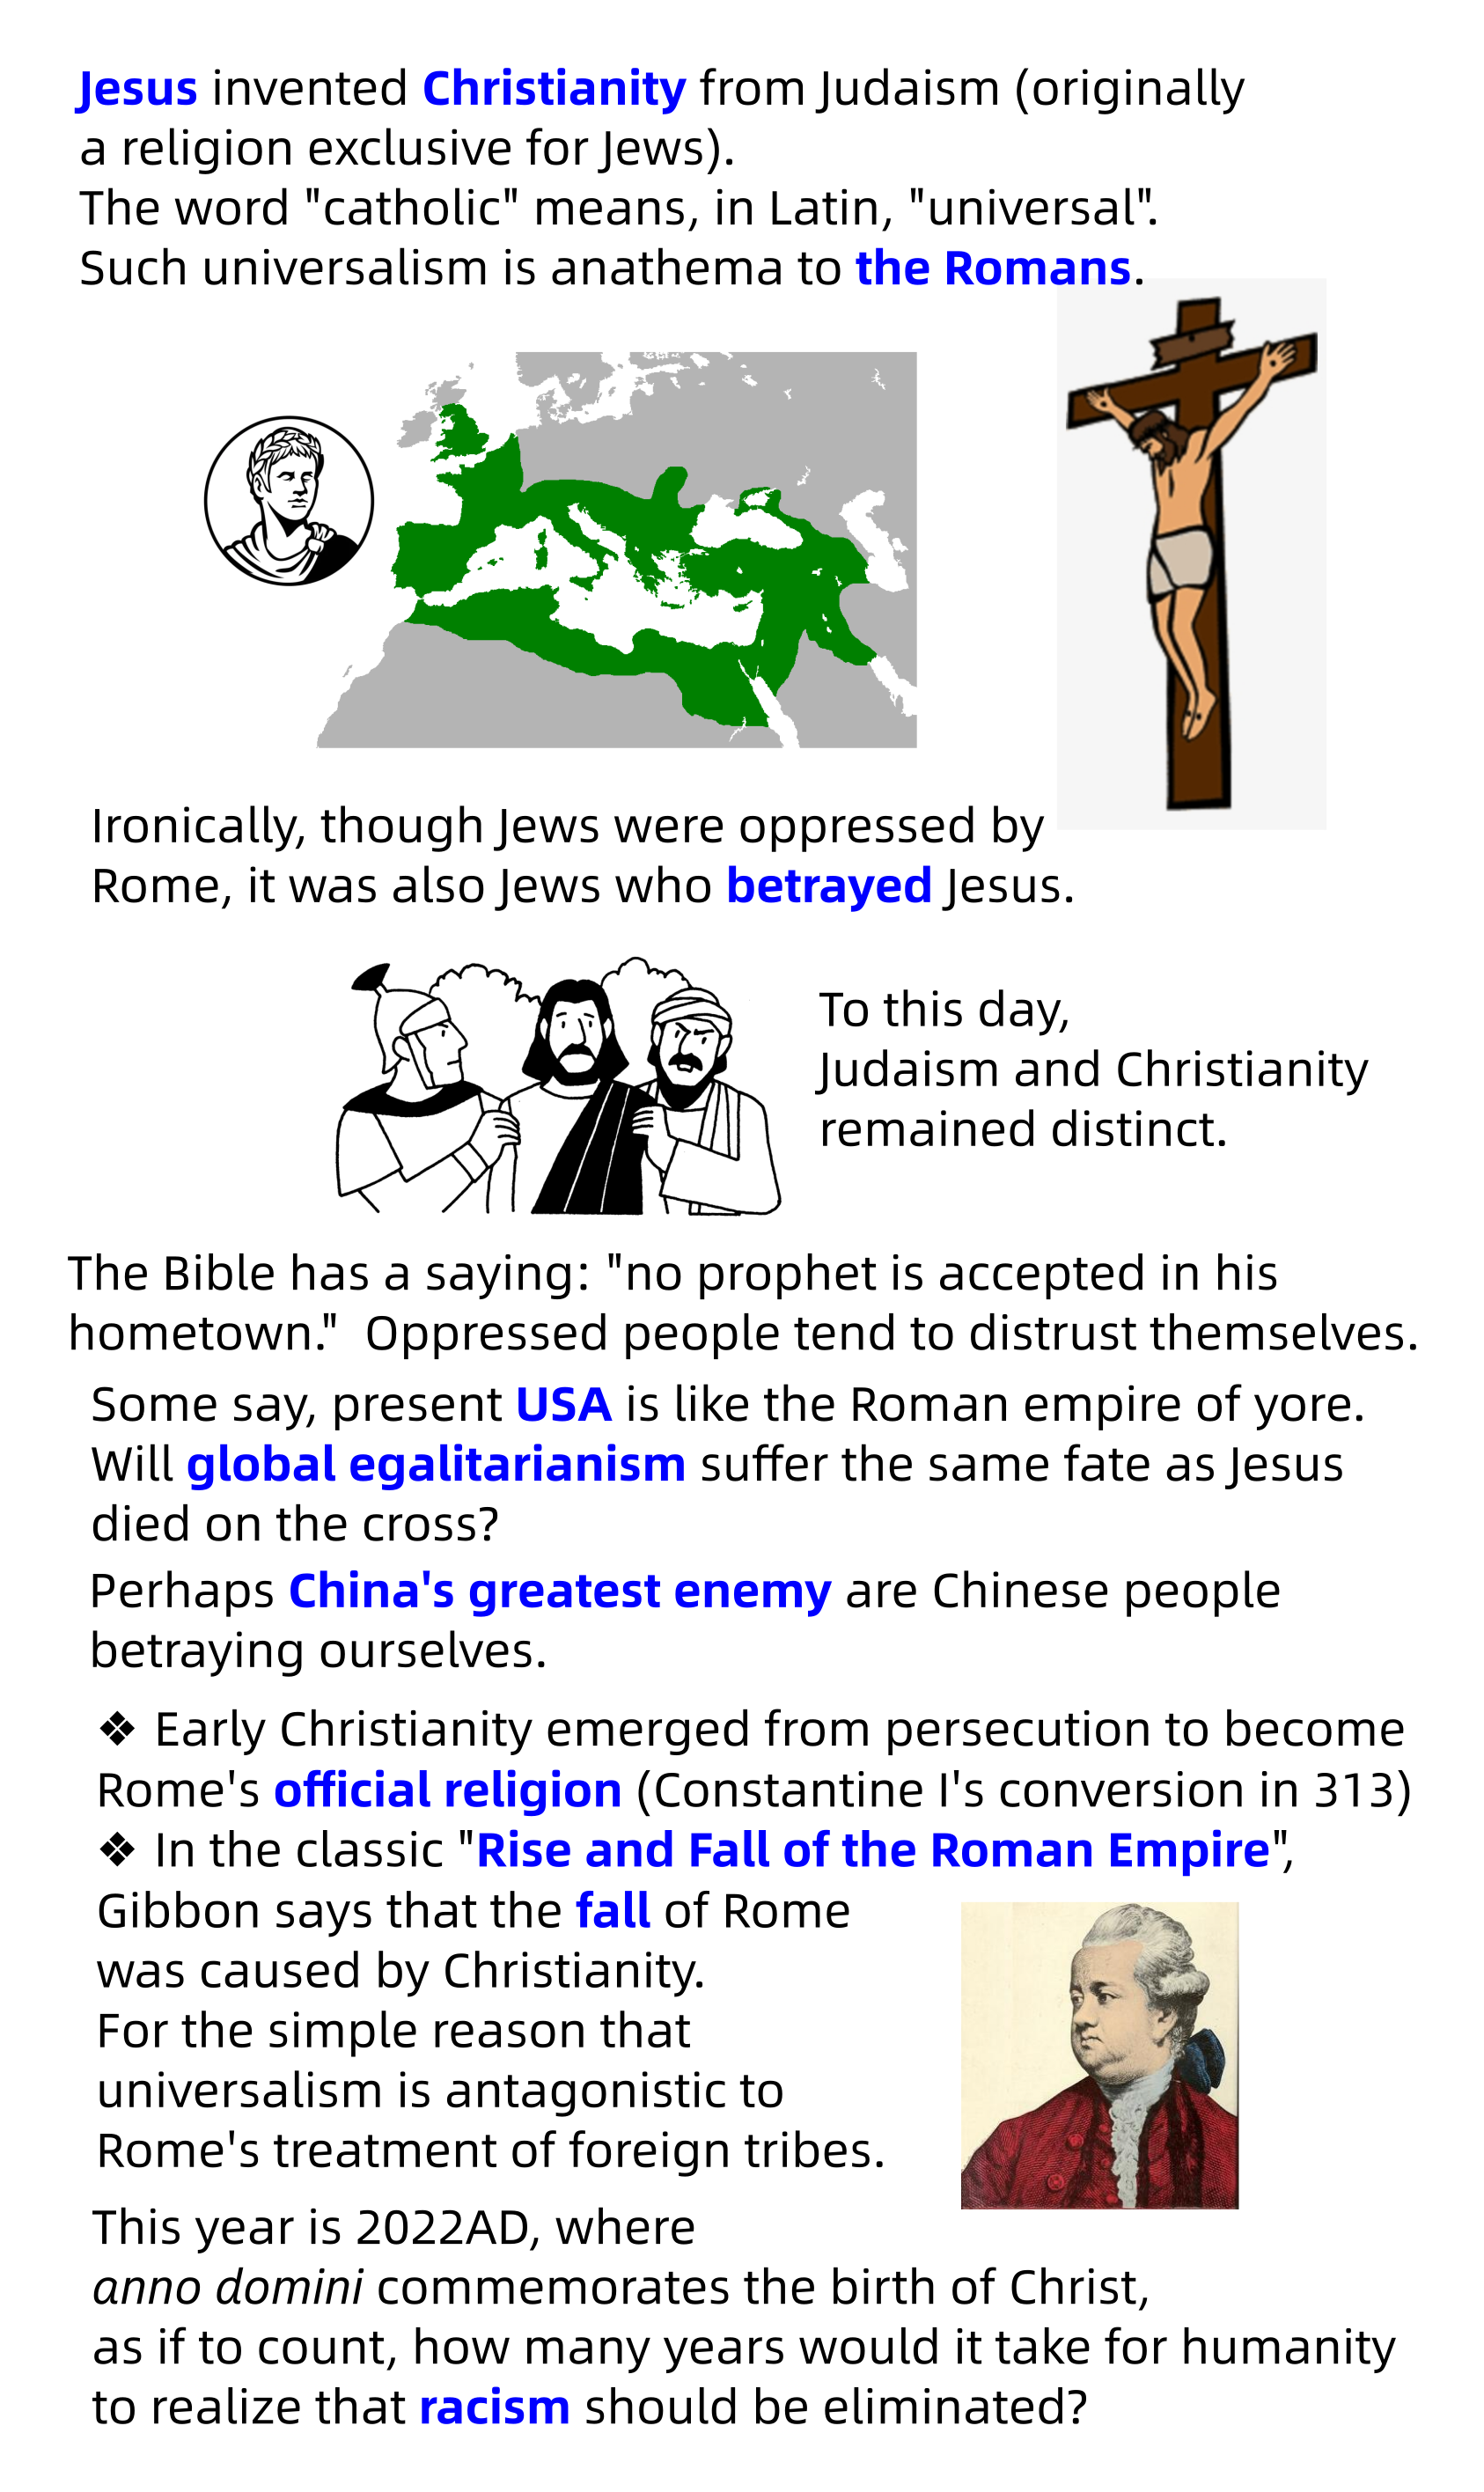 Jesus invented Christianity from Judaism (originally
a religion exclusive for Jews).
The word "catholic" means, in Latin, "universal".
Such universalism is anathema to the Romans.
Ironically, though Jews were oppressed by
Rome, it was also Jews who betrayed Jesus.
To this day,
Judaism and Christianity
remained distinct.
The Bible has a saying: "no prophet is accepted in his
hometown."  Oppressed people tend to distrust themselves.
Some say, present USA is like the Roman empire of yore.
Will global egalitarianism suffer the same fate as Jesus
died on the cross?
Perhaps China's greatest enemy are Chinese people
betraying ourselves.
❖ Early Christianity emerged from persecution to become
Rome's official religion (Constantine I's conversion in 313)
❖ In the classic "Rise and Fall of the Roman Empire",
Gibbon says that the fall of Rome
was caused by Christianity.
For the simple reason that
universalism is antagonistic to
Rome's treatment of foreign tribes.
This year is 2022AD, where
anno domini commemorates the birth of Christ,
as if to count, how many years would it take for humanity
to realize that racism should be eliminated?